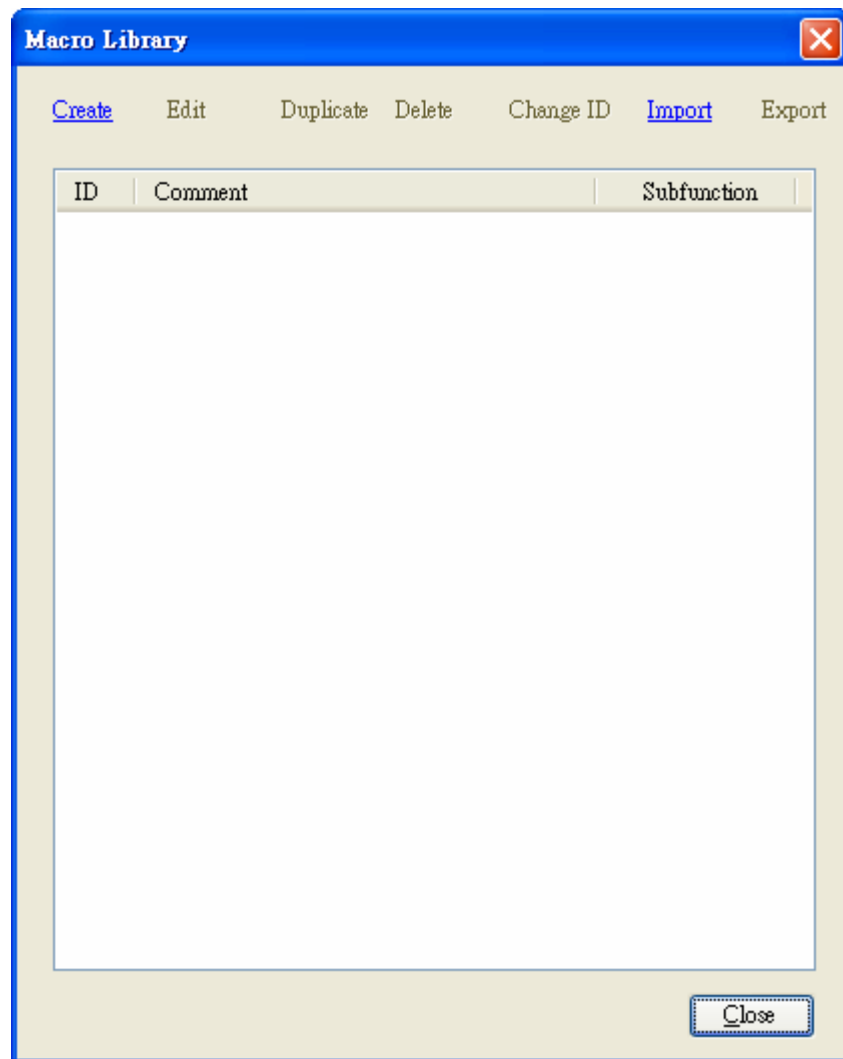 Macro Library
Create Edit Duplicate Delete Change ID Import Export
ID Comment Subfunction
Close